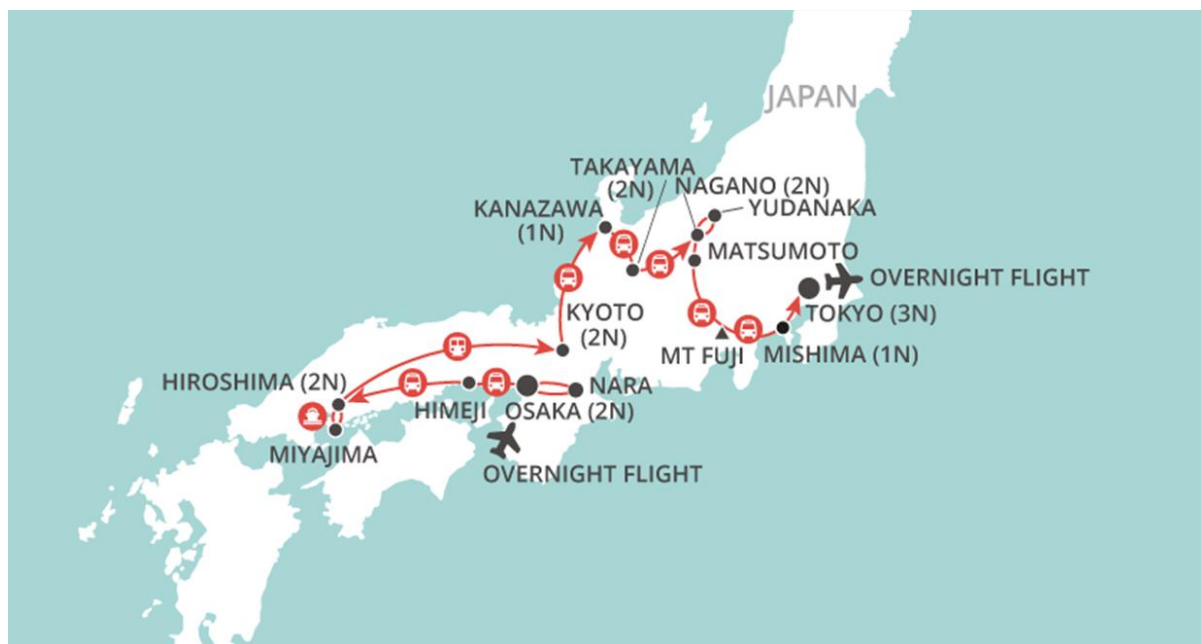 JAPAN
TAKAYAMA
(2N)
NAGANO (2N)
YUDANAKA
KANAZAWA
(1N)
MATSUMOTO
OVERNIGHT FLIGHT
TOKYO (3N)
KYOTO
(2N)
MT FUJI
MISHIMA (1N)
HIROSHIMA (2N)
NARA
HIMEJI
OSAKA (2N)
MIYAJIMA
OVERNIGHT FLIGHT